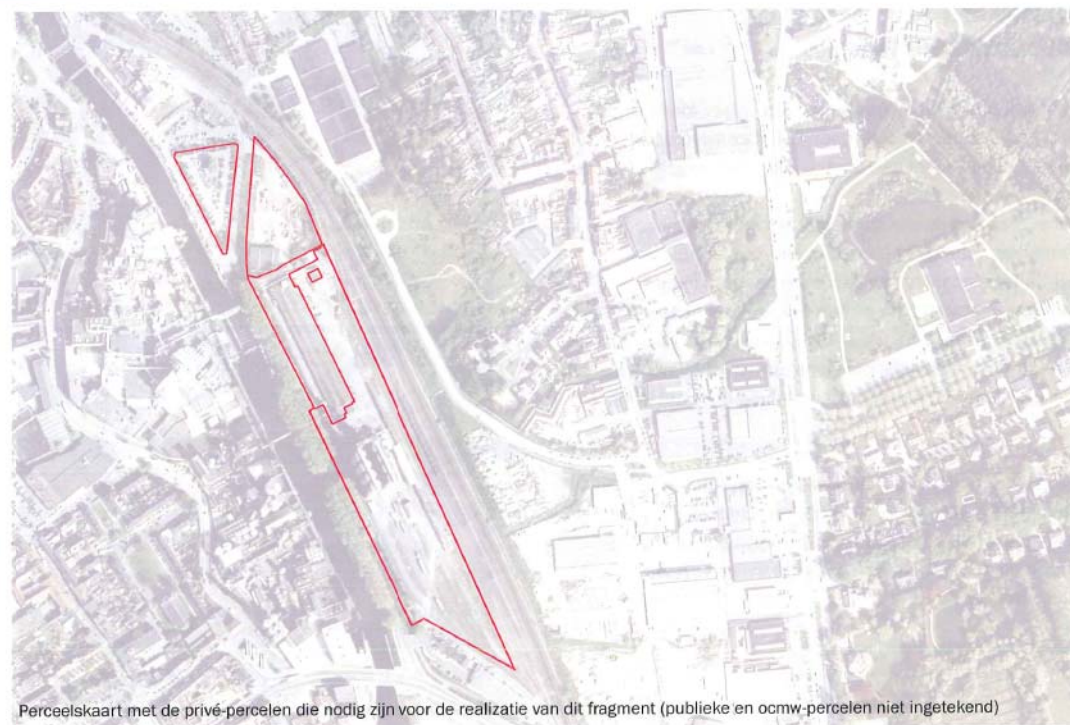 Perceelskaart met de privé-percelen die nodig zijn voor de realizatie van dit fragment (publieke en ocmw-percelen niet ingetekend)